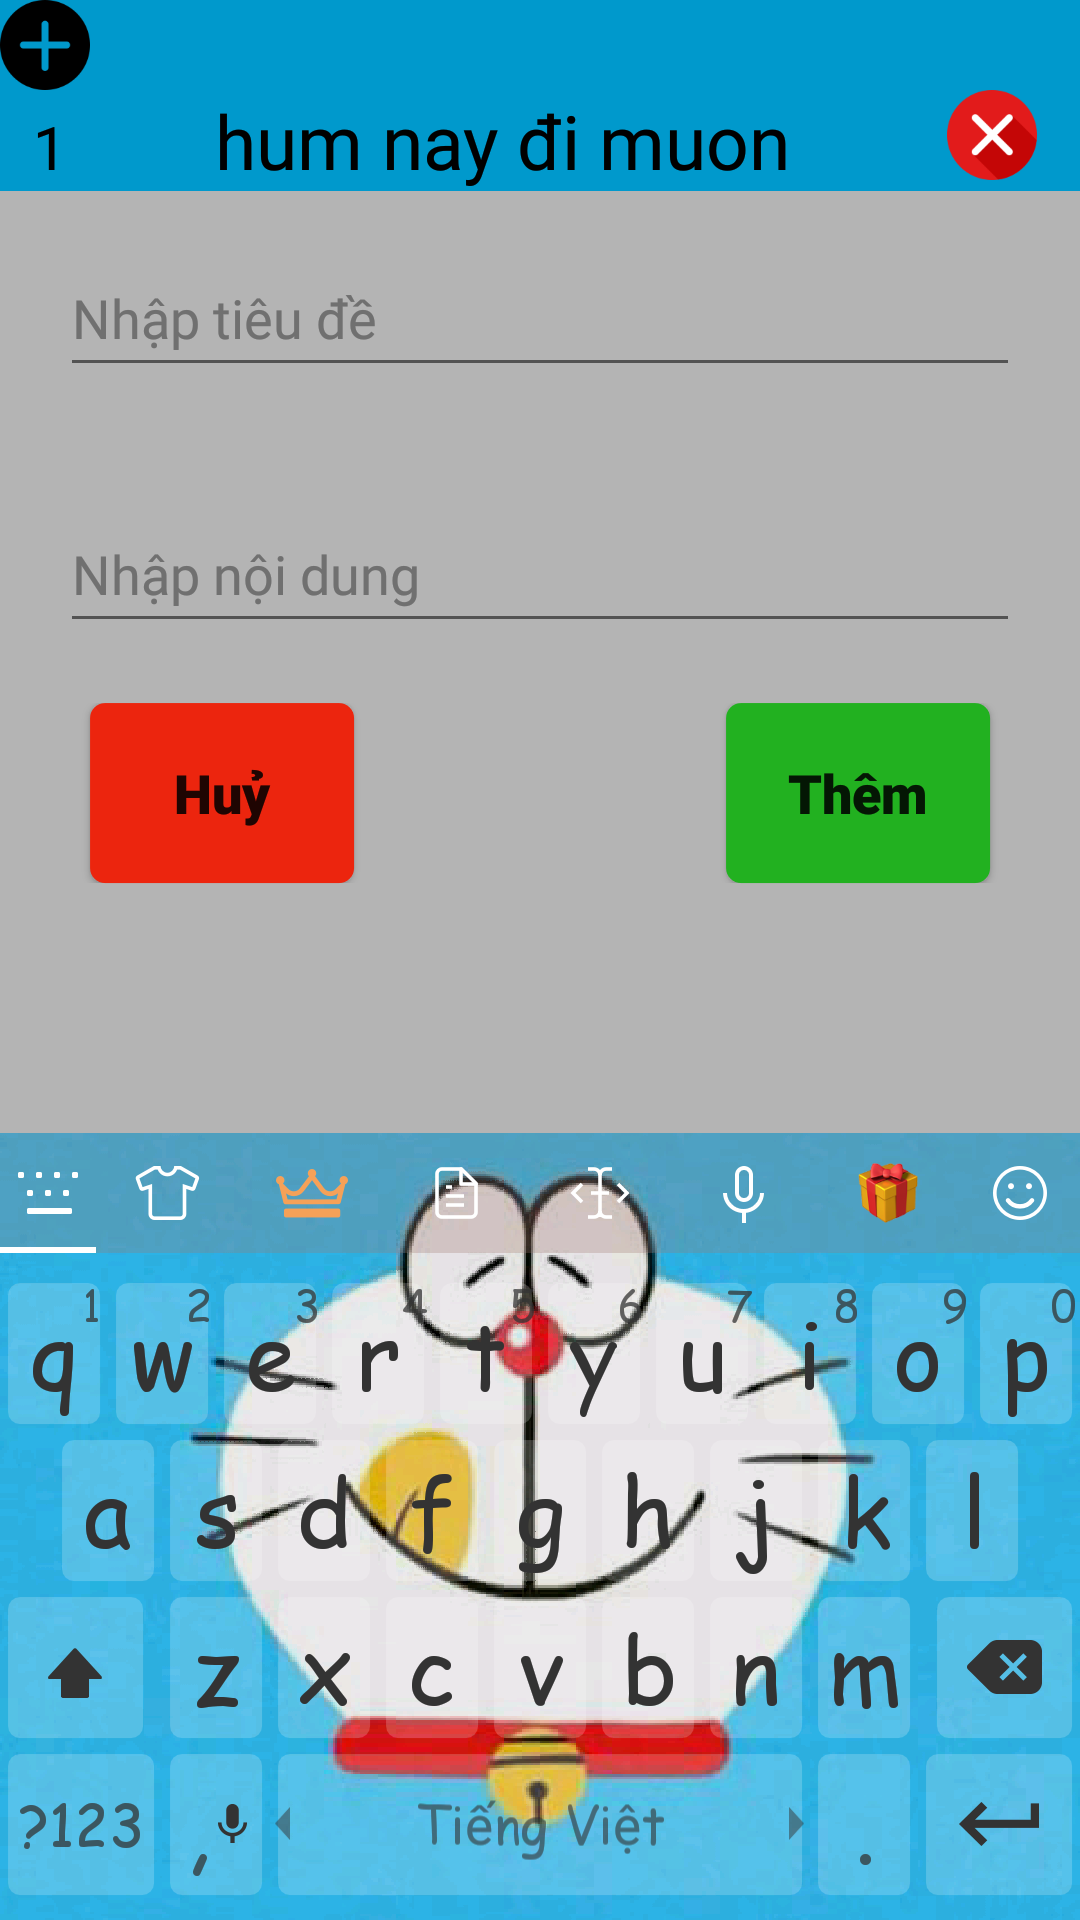 1 hum nay đi muon
Nhập tiêu đề
Nhập nội dung
Huỷ Thêm
1 2 3 4 5 6 7 8 9 0
q w e r t y u i o p
a s d f g h j k l
z x c v b n m
?123 , Tiếng Việt .